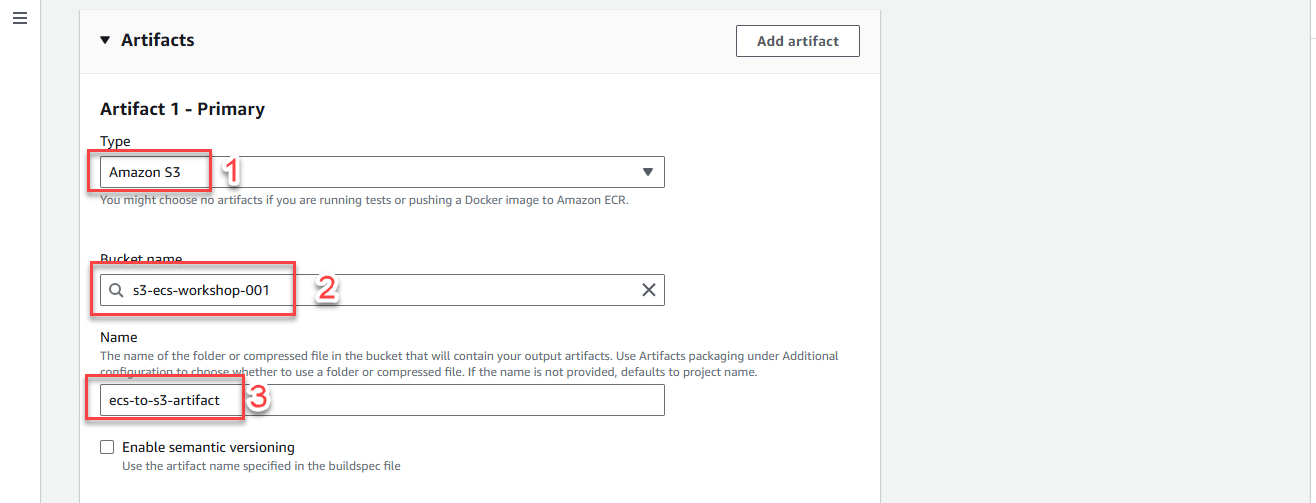 Artifacts
Add artifact
Artifact 1 - Primary
Type
Amazon S3
1
You might choose no artifacts if you are running tests or pushing a Docker image to Amazon ECR.
Bucket name
s3-ecs-workshop-001
2
Name
The name of the folder or compressed file in the bucket that will contain your output artifacts. Use Artifacts packaging under Additional
configuration to choose whether to use a folder or compressed file. If the name is not provided, defaults to project name.
ecs-to-s3-artifact
3
Enable semantic versioning
Use the artifact name specified in the buildspec file